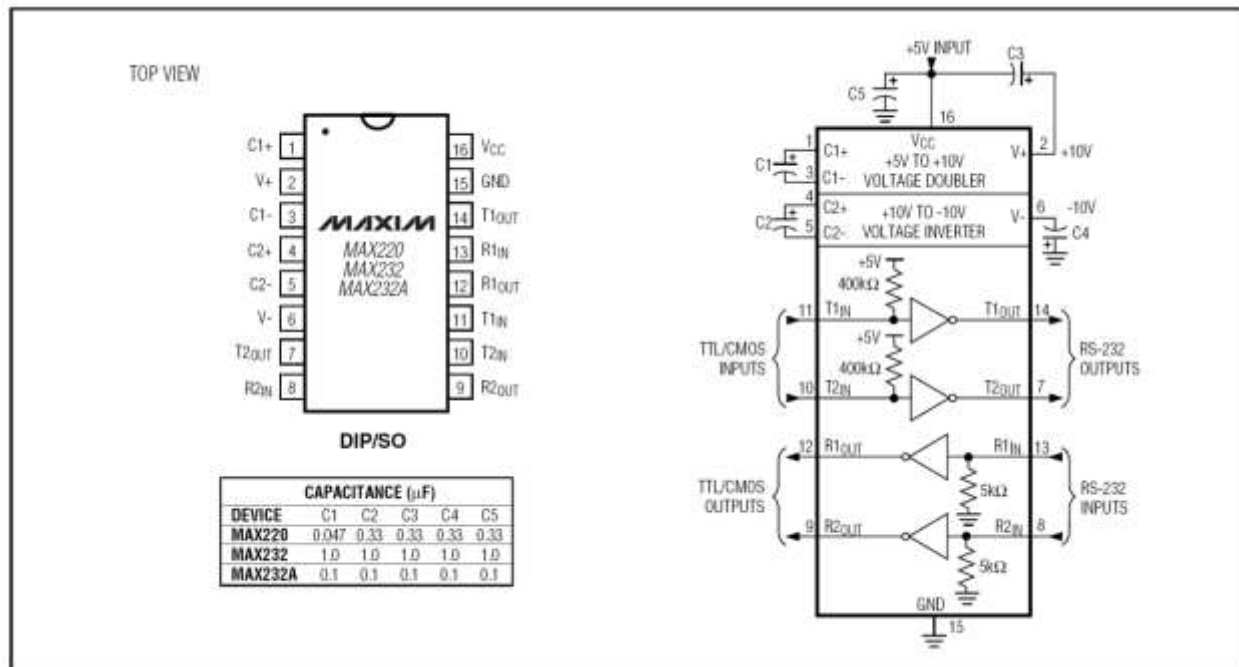 TOP VIEW
C1+ 1
V+ 2
C1- 3
C2+ 4
C2- 5
V- 6
T2OUT 7
R2IN 8
16 VCC
15 GND
14 T1OUT
13 R1IN
12 R1OUT
11 T1IN
10 T2IN
9 R2OUT
MAXIM
MAX220
MAX232
MAX232A
DIP/SO
CAPACITANCE (µF)
DEVICE C1 C2 C3 C4 C5
MAX220 0.047 0.33 0.33 0.33 0.33
MAX232 1.0 1.0 1.0 1.0 1.0
MAX232A 0.1 0.1 0.1 0.1 0.1
+5V INPUT
C3
+
C5 +
+
16
VCC
1 C1+
C1 +
3 C1-
+5V TO +10V
VOLTAGE DOUBLER
V+ 2 +10V
4 C2+
C2 +
5 C2-
+10V TO -10V
VOLTAGE INVERTER
V- 6 -10V
C4
+
+5V
400kΩ
11 T1IN
T1OUT 14
+5V
400kΩ
TTL/CMOS
INPUTS
RS-232
OUTPUTS
10 T2IN
T2OUT 7
12 R1OUT
R1IN 13
5kΩ
TTL/CMOS
OUTPUTS
RS-232
INPUTS
9 R2OUT
R2IN 8
5kΩ
GND
15